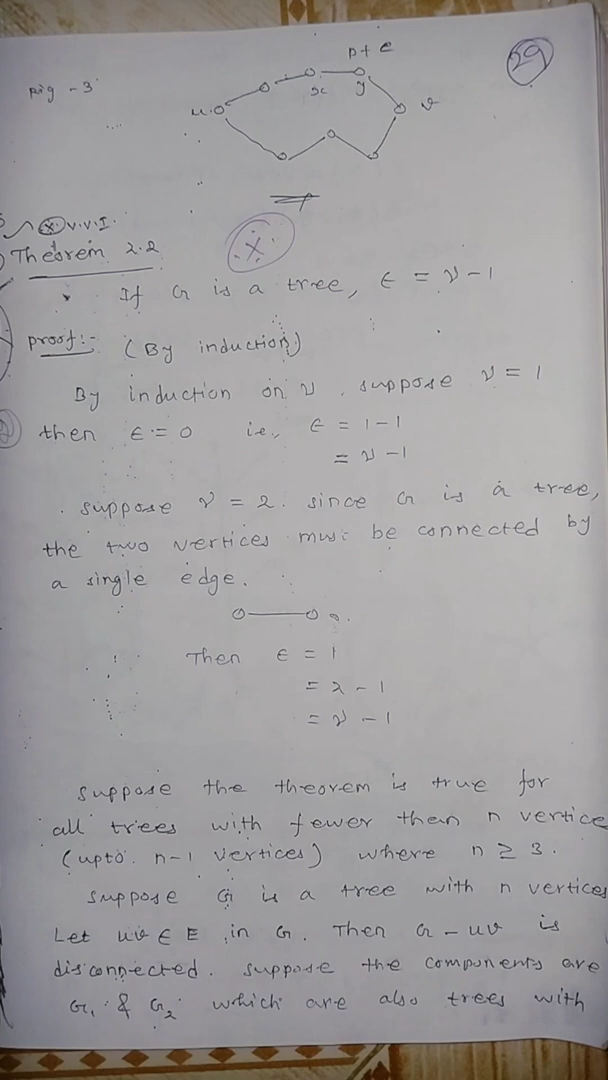 P + e
29
Fig - 3
x y
u v
V.V.I.
Theorem 2.2
If G is a tree, ε = ν - 1
proof:- (By induction)
By induction on ν. suppose ν = 1
then ε = 0 i.e., ε = 1 - 1
= ν - 1
suppose ν = 2. since G is a tree,
the two vertices must be connected by
a single edge.
Then ε = 1
= 2 - 1
= ν - 1
suppose the theorem is true for
all trees with fewer than n vertice
(upto n-1 vertices) where n ≥ 3.
suppose G is a tree with n vertices
Let uv ∈ E in G. Then G - uv is
disconnected. suppose the components are
G₁ & G₂ which are also trees with